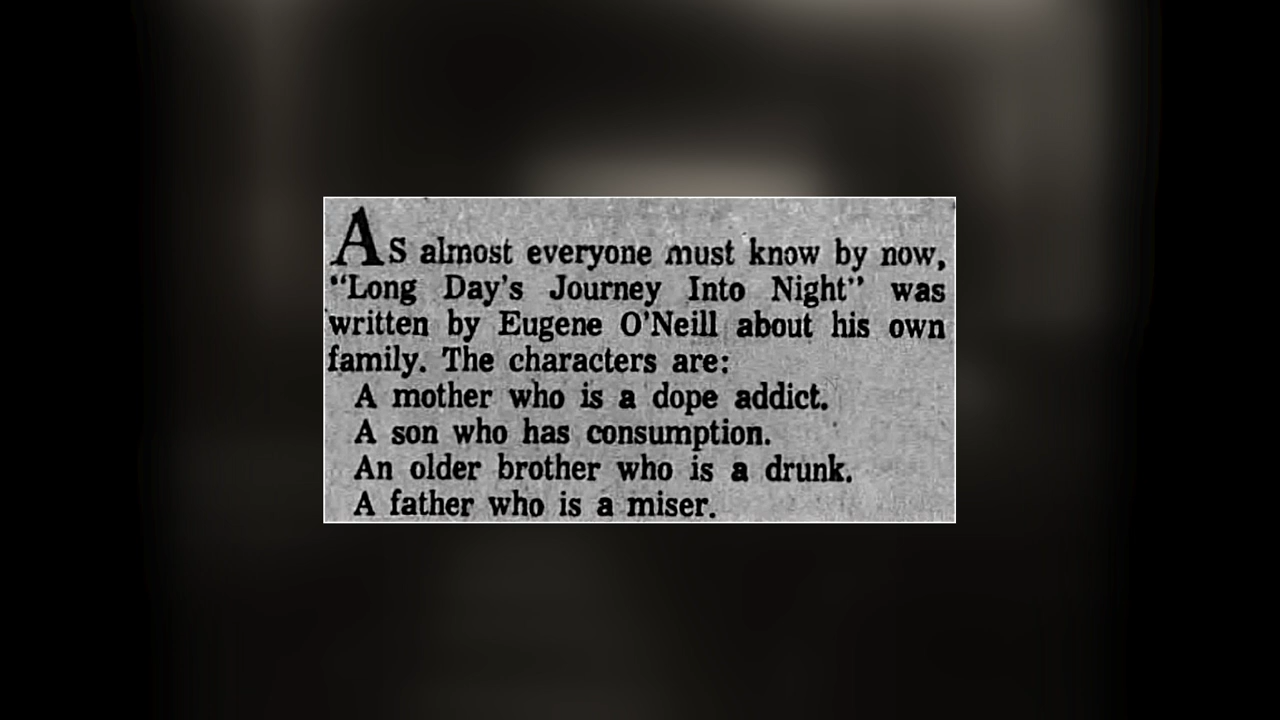 As almost everyone must know by now,
"Long Day's Journey Into Night" was
written by Eugene O'Neill about his own
family. The characters are:
A mother who is a dope addict.
A son who has consumption.
An older brother who is a drunk.
A father who is a miser.